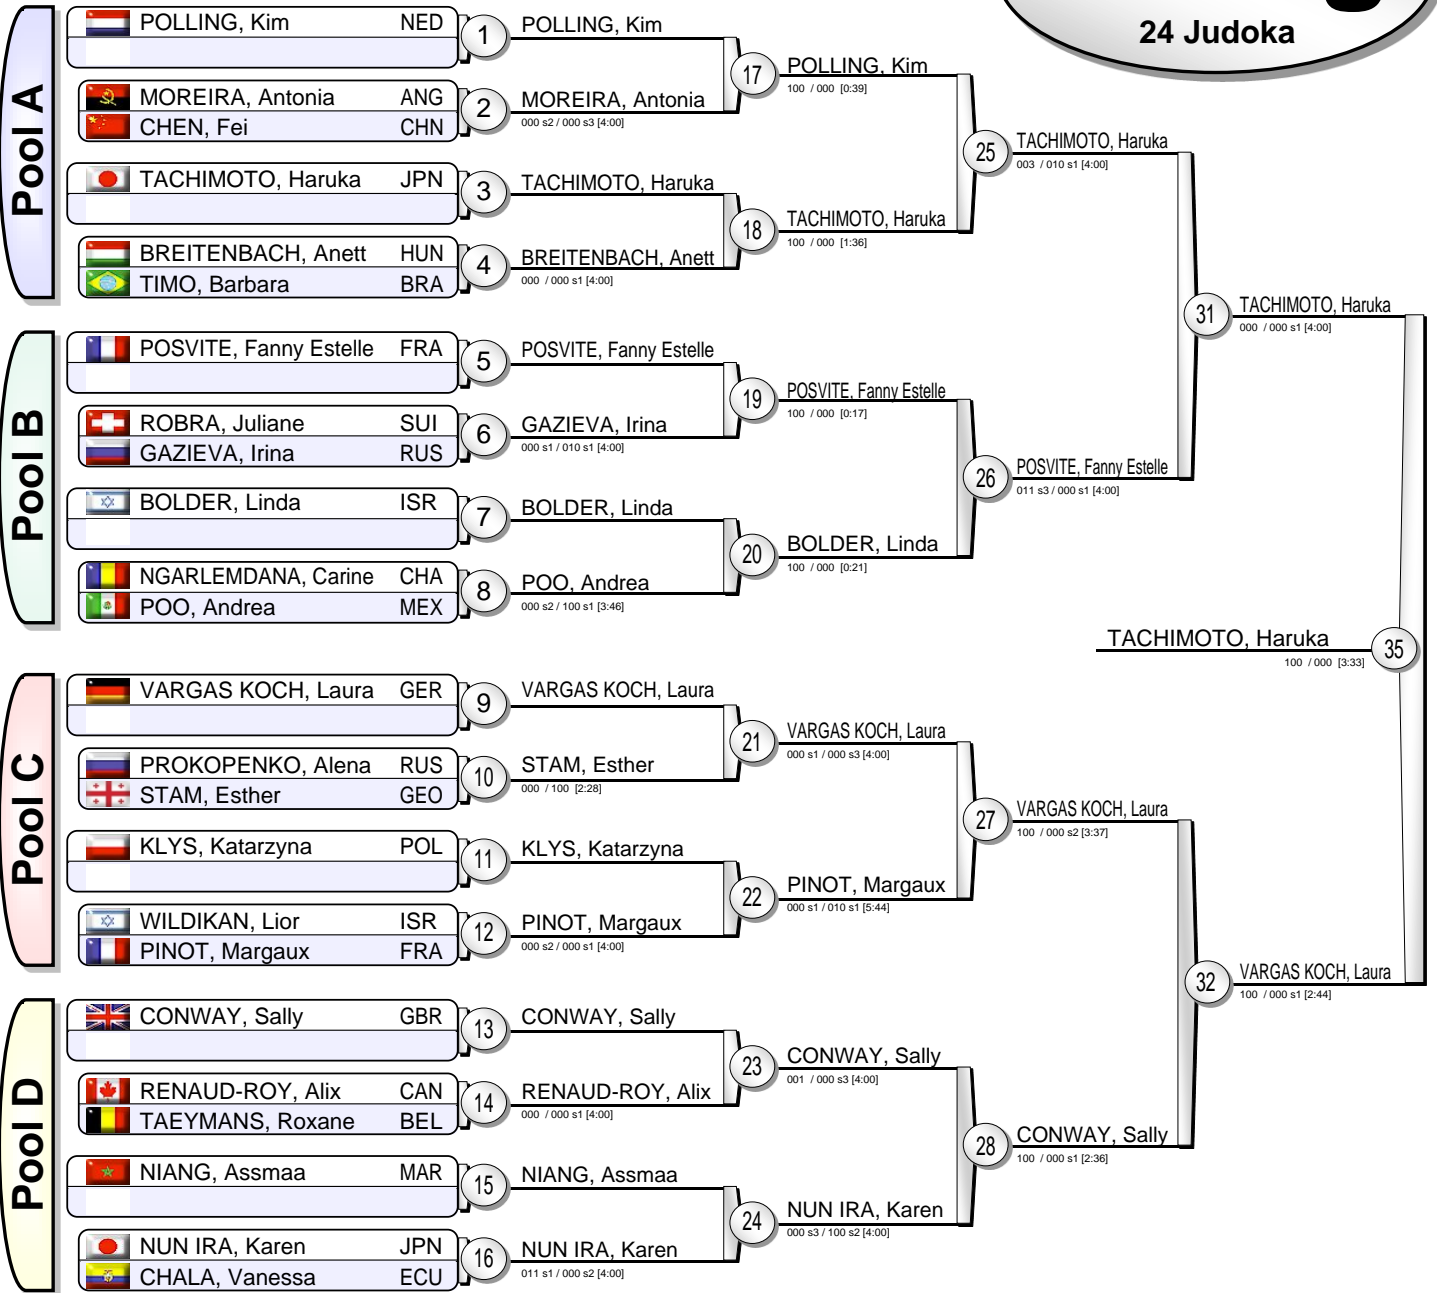 24 Judoka
Pool A
POLLING, Kim NED
1
POLLING, Kim
MOREIRA, Antonia ANG
CHEN, Fei CHN
2
MOREIRA, Antonia
000 s2 / 000 s3 [4:00]
17
POLLING, Kim
100 / 000 [0:39]
TACHIMOTO, Haruka JPN
3
TACHIMOTO, Haruka
BREITENBACH, Anett HUN
TIMO, Barbara BRA
4
BREITENBACH, Anett
000 / 000 s1 [4:00]
18
TACHIMOTO, Haruka
100 / 000 [1:36]
25
TACHIMOTO, Haruka
003 / 010 s1 [4:00]
Pool B
POSVITE, Fanny Estelle FRA
5
POSVITE, Fanny Estelle
ROBRA, Juliane SUI
GAZIEVA, Irina RUS
6
GAZIEVA, Irina
000 s1 / 010 s1 [4:00]
19
POSVITE, Fanny Estelle
100 / 000 [0:17]
BOLDER, Linda ISR
7
BOLDER, Linda
NGARLEMDANA, Carine CHA
POO, Andrea MEX
8
POO, Andrea
000 s2 / 100 s1 [3:46]
20
BOLDER, Linda
100 / 000 [0:21]
26
POSVITE, Fanny Estelle
011 s3 / 000 s1 [4:00]
31
TACHIMOTO, Haruka
000 / 000 s1 [4:00]
TACHIMOTO, Haruka
100 / 000 [3:33]
35
Pool C
VARGAS KOCH, Laura GER
9
VARGAS KOCH, Laura
PROKOPENKO, Alena RUS
STAM, Esther GEO
10
STAM, Esther
000 / 100 [2:28]
21
VARGAS KOCH, Laura
000 s1 / 000 s3 [4:00]
KLYS, Katarzyna POL
11
KLYS, Katarzyna
WILDIKAN, Lior ISR
PINOT, Margaux FRA
12
PINOT, Margaux
000 s2 / 000 s1 [4:00]
22
PINOT, Margaux
000 s1 / 010 s1 [5:44]
27
VARGAS KOCH, Laura
100 / 000 s2 [3:37]
Pool D
CONWAY, Sally GBR
13
CONWAY, Sally
RENAUD-ROY, Alix CAN
TAEYMANS, Roxane BEL
14
RENAUD-ROY, Alix
000 / 000 s1 [4:00]
23
CONWAY, Sally
001 / 000 s3 [4:00]
NIANG, Assmaa MAR
15
NIANG, Assmaa
NUN IRA, Karen JPN
CHALA, Vanessa ECU
16
NUN IRA, Karen
011 s1 / 000 s2 [4:00]
24
NUN IRA, Karen
000 s3 / 100 s2 [4:00]
28
CONWAY, Sally
100 / 000 s1 [2:36]
32
VARGAS KOCH, Laura
100 / 000 s1 [2:44]